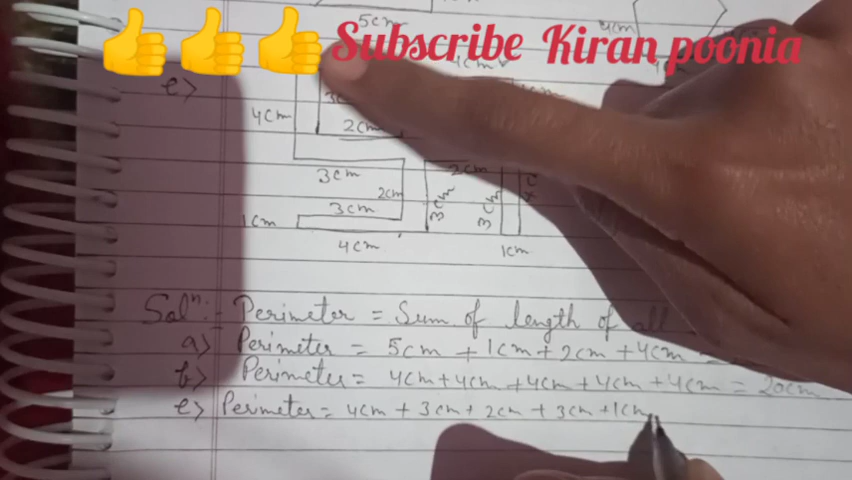 5cm
4cm
👍👍👍 Subscribe Kiran poonia
e>
4cm
2cm
3cm 2cm 2cm
3cm 3cm 3cm
1cm
4cm 1cm
Solⁿ:- Perimeter = Sum of length of all
a> Perimeter = 5cm + 1cm + 2cm + 4cm
b> Perimeter = 4cm+4cm+4cm+4cm+4cm = 20cm
e> Perimeter = 4cm + 3cm + 2cm + 3cm +1cm